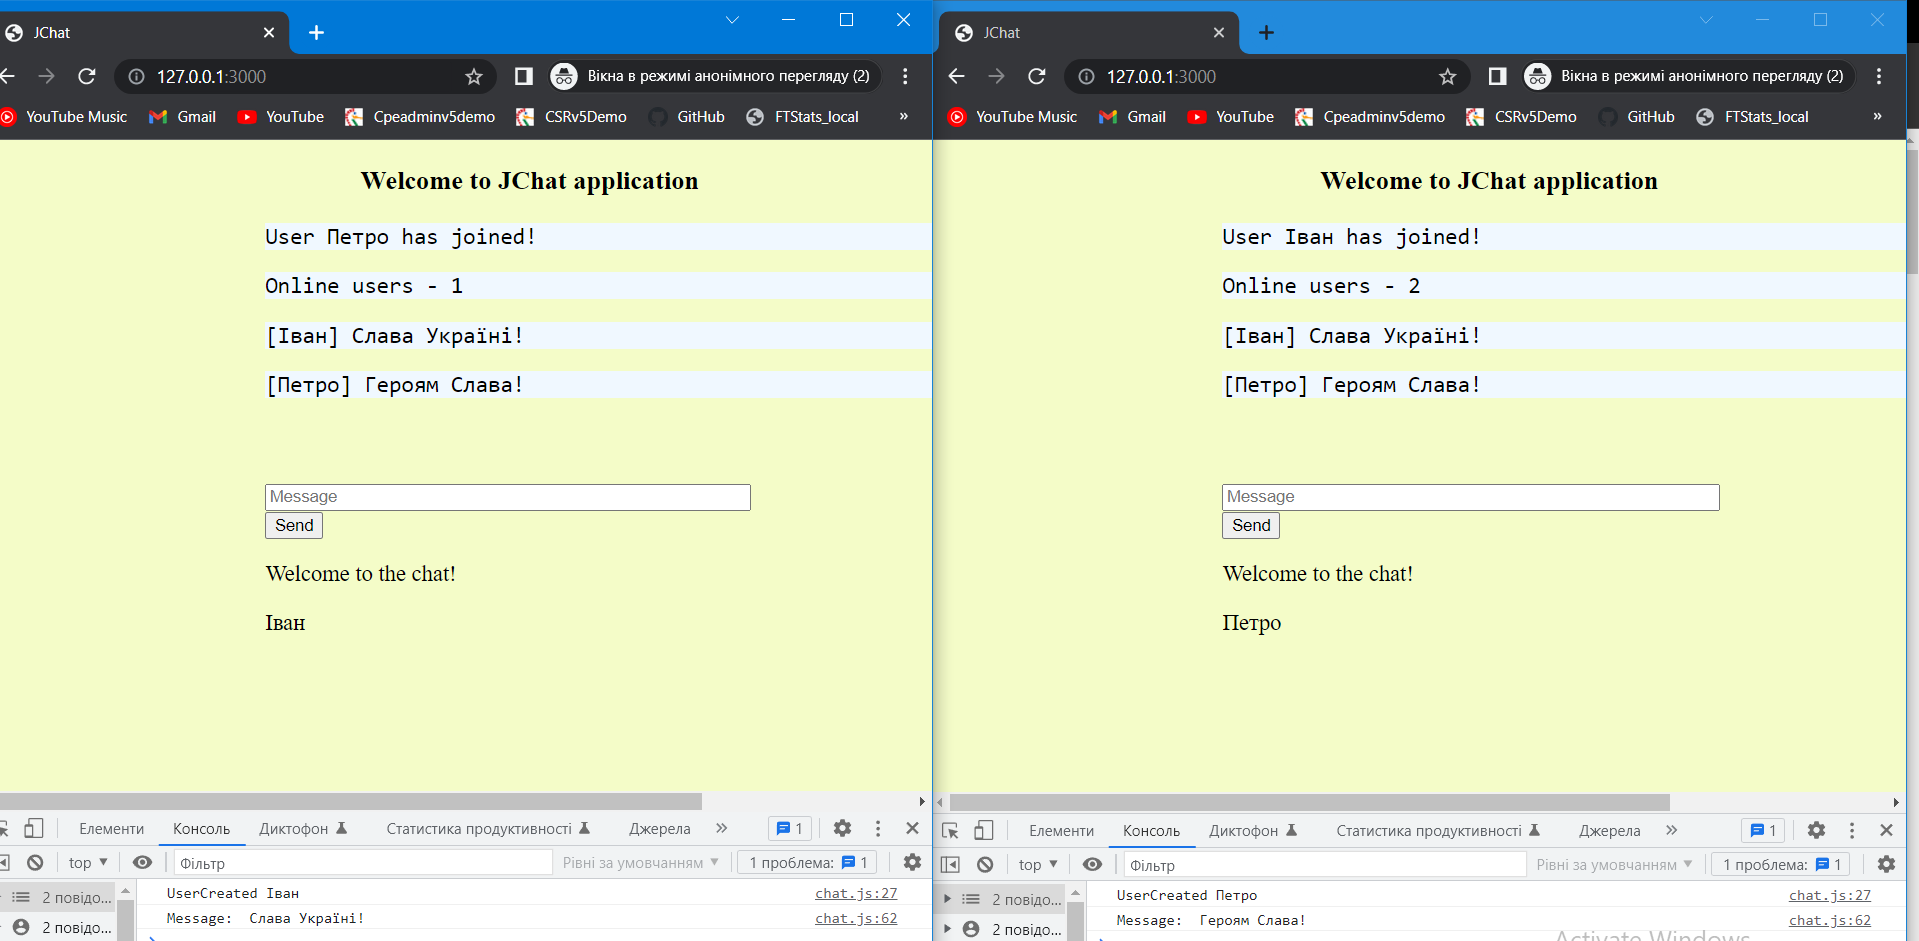 JChat
127.0.0.1:3000
Вікна в режимі анонімного перегляду (2)
YouTube Music Gmail YouTube Cpeadminv5demo CSRv5Demo GitHub FTStats_local »
Welcome to JChat application
User Петро has joined!
Online users - 1
[Іван] Слава Україні!
[Петро] Героям Слава!
Message
Send
Welcome to the chat!
Іван
Елементи Консоль Диктофон Статистика продуктивності Джерела » 1
top Фільтр Рівні за умовчанням 1 проблема: 1
2 повідо...
2 повідо...
UserCreated Іван chat.js:27
Message: Слава Україні! chat.js:62
JChat
127.0.0.1:3000
Вікна в режимі анонімного перегляду (2)
YouTube Music Gmail YouTube Cpeadminv5demo CSRv5Demo GitHub FTStats_local »
Welcome to JChat application
User Іван has joined!
Online users - 2
[Іван] Слава Україні!
[Петро] Героям Слава!
Message
Send
Welcome to the chat!
Петро
Елементи Консоль Диктофон Статистика продуктивності Джерела » 1
top Фільтр Рівні за умовчанням 1 проблема: 1
2 повідо...
2 повідо...
UserCreated Петро chat.js:27
Message: Героям Слава! chat.js:62
Activate Windows